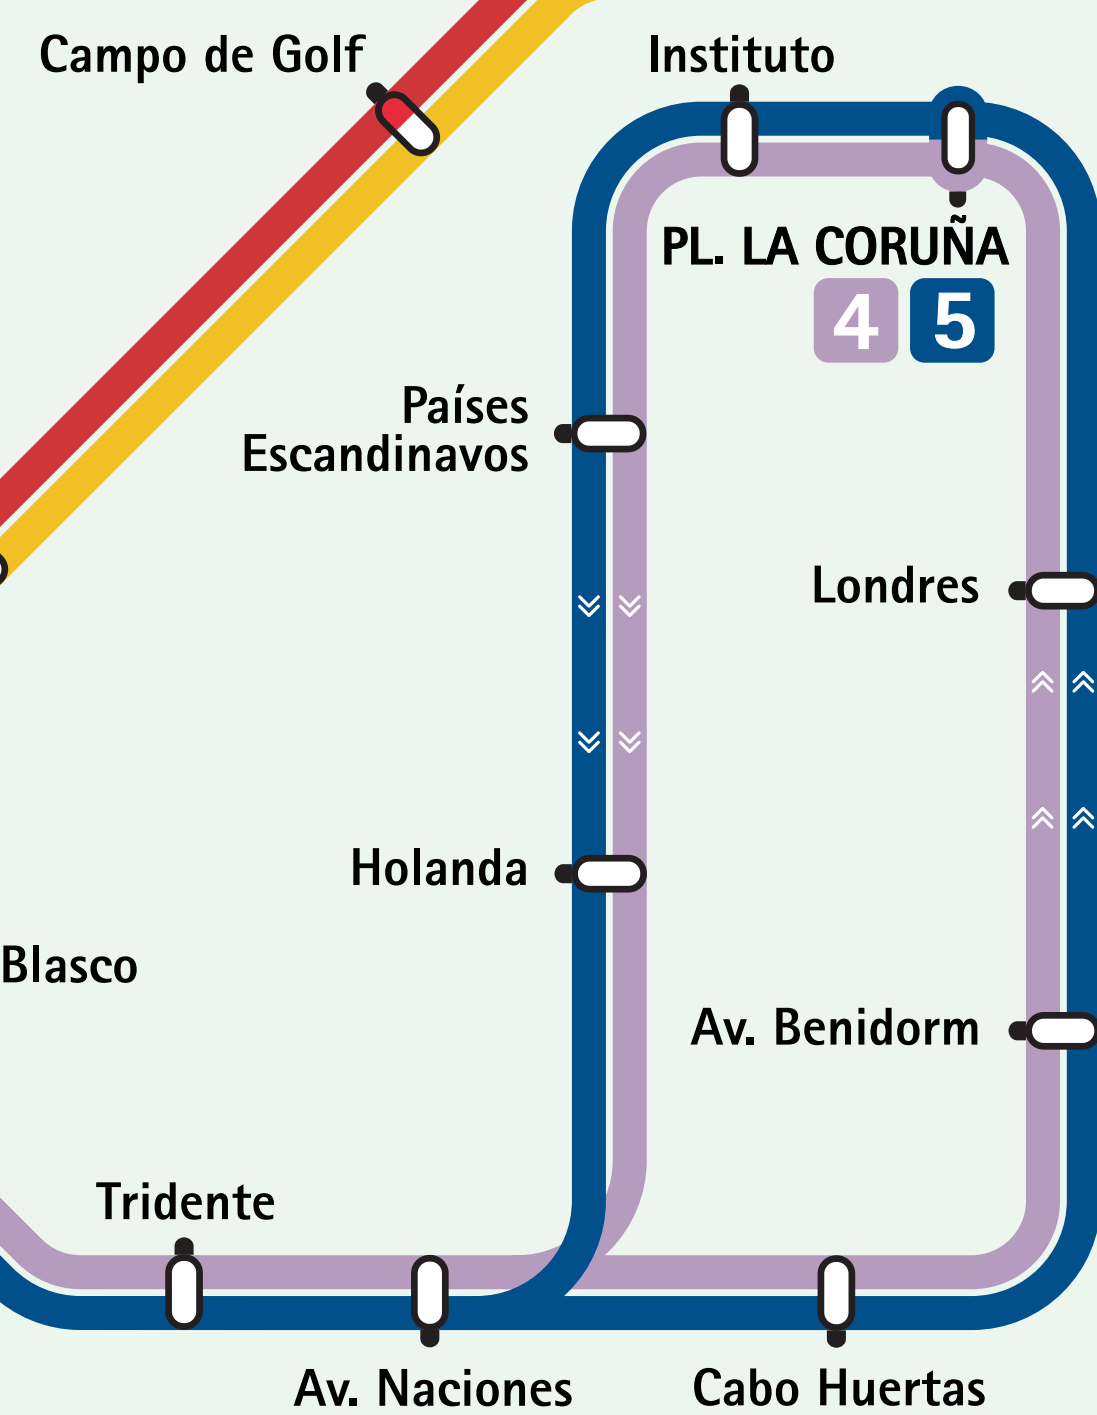 Campo de Golf
Instituto
PL. LA CORUÑA
4 5
Países
Escandinavos
Londres
Holanda
Blasco
Av. Benidorm
Tridente
Av. Naciones
Cabo Huertas